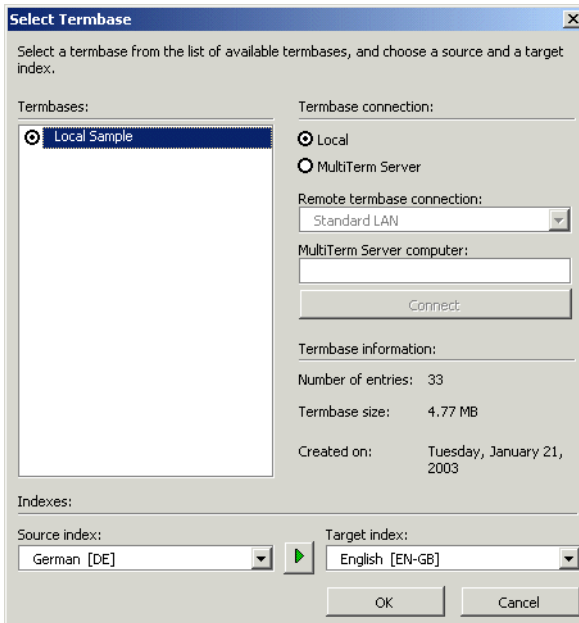 Select Termbase
Select a termbase from the list of available termbases, and choose a source and a target
index.
Termbases:
Local Sample
Termbase connection:
Local
MultiTerm Server
Remote termbase connection:
Standard LAN
MultiTerm Server computer:
Connect
Termbase information:
Number of entries: 33
Termbase size: 4.77 MB
Created on: Tuesday, January 21,
2003
Indexes:
Source index:
German [DE]
Target index:
English [EN-GB]
OK
Cancel